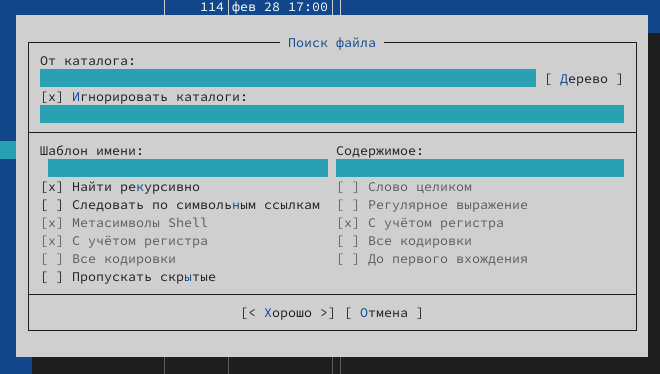 114 фев 28 17:00
Поиск файла
От каталога:
[ Дерево ]
[x] Игнорировать каталоги:
Шаблон имени: Содержимое:
[x] Найти рекурсивно [ ] Слово целиком
[ ] Следовать по символьным ссылкам [ ] Регулярное выражение
[x] Метасимволы Shell [x] С учётом регистра
[x] С учётом регистра [ ] Все кодировки
[ ] Все кодировки [ ] До первого вхождения
[ ] Пропускать скрытые
[< Хорошо >] [ Отмена ]